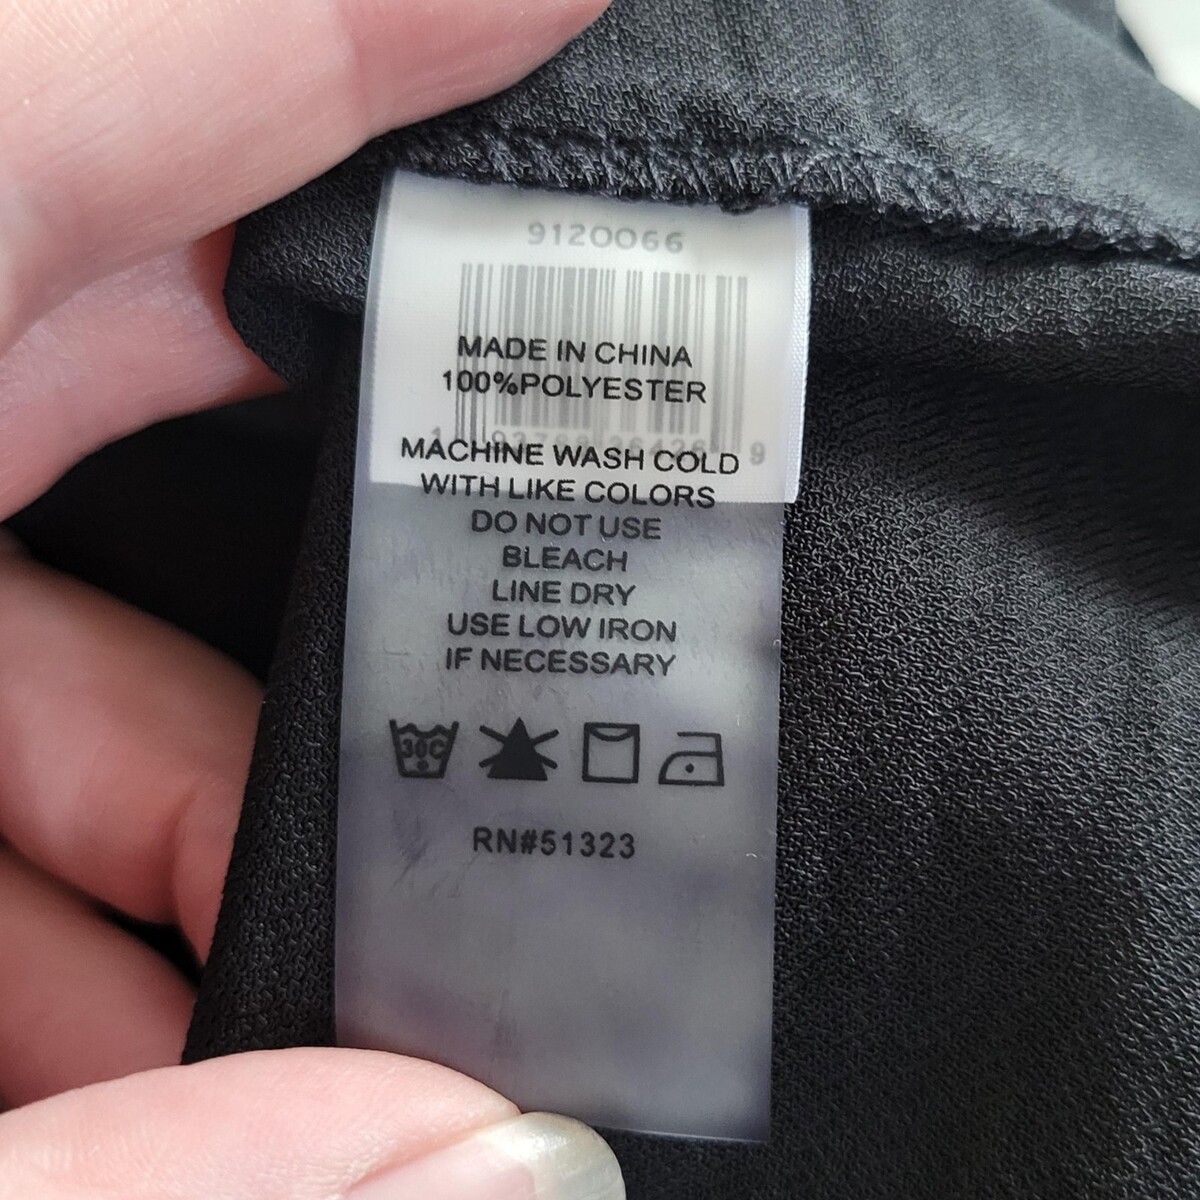 9120066
MADE IN CHINA
100%POLYESTER
MACHINE WASH COLD
WITH LIKE COLORS
DO NOT USE
BLEACH
LINE DRY
USE LOW IRON
IF NECESSARY
30C
RN#51323